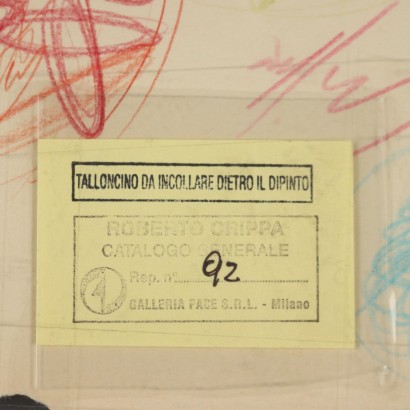 TALLONCINO DA INCOLLARE DIETRO IL DIPINTO
ROBERTO CRIPPA
CATALOGO GENERALE
Rep. n° 92
GALLERIA PACE S.R.L. - Milano